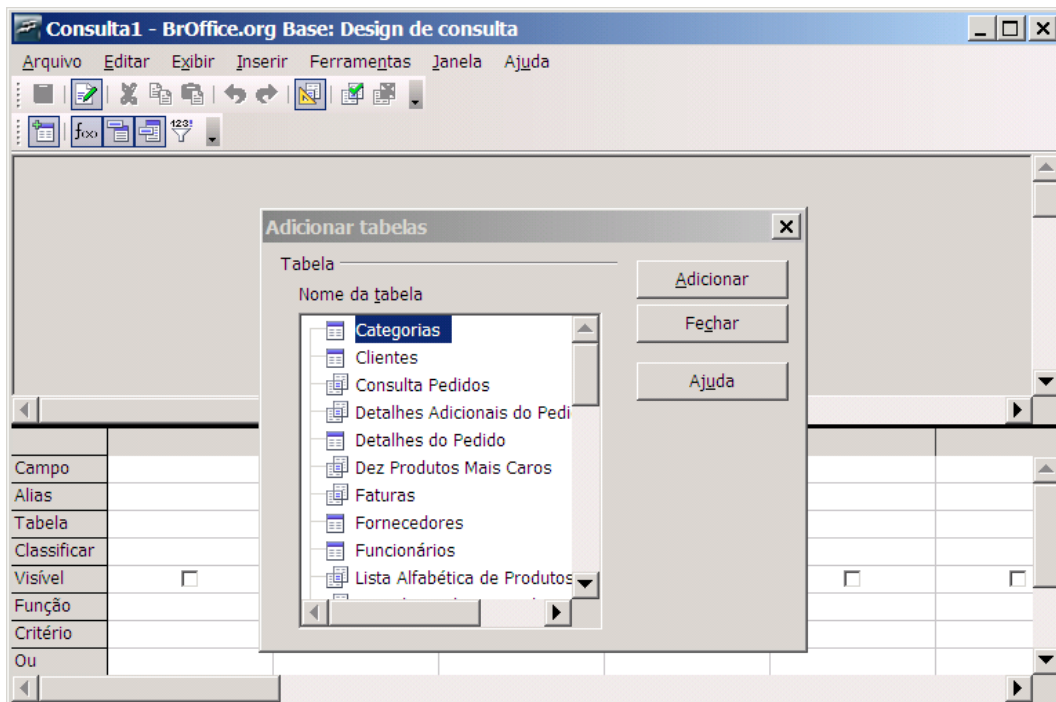 Consulta1 - BrOffice.org Base: Design de consulta
Arquivo Editar Exibir Inserir Ferramentas Janela Ajuda
f(x) 123!
Adicionar tabelas
Tabela
Nome da tabela
Adicionar
Categorias
Fechar
Clientes
Consulta Pedidos
Ajuda
Detalhes Adicionais do Pedi
Detalhes do Pedido
Dez Produtos Mais Caros
Faturas
Fornecedores
Funcionários
Lista Alfabética de Produtos
Campo
Alias
Tabela
Classificar
Visível
Função
Critério
Ou